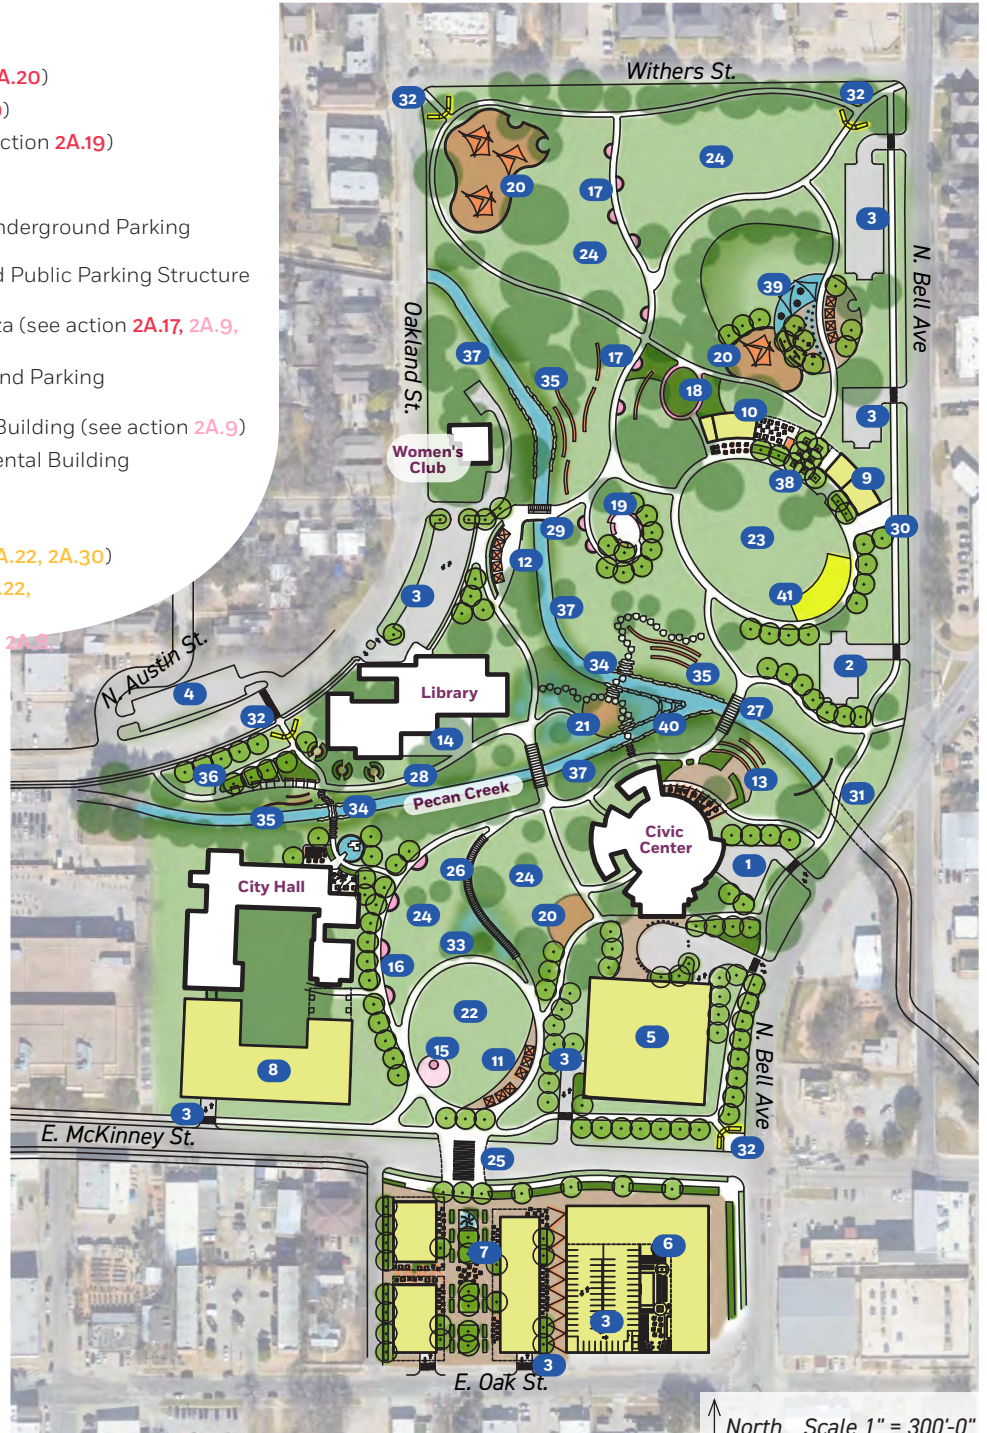 A.20)
)
ction 2A.19)
nderground Parking
d Public Parking Structure
za (see action 2A.17, 2A.9,
nd Parking
Building (see action 2A.9)
ental Building
A.22, 2A.30)
.22,
2A.8
Withers St.
32
32
24
20
17
3
24
N. Bell Ave
39
Oakland St.
37
35
17
20
18
10
3
Women's
Club
38
9
19
29
30
23
12
3
37
41
N. Austin St.
34
35
2
4
Library
32
27
21
40
14
36
28
37
13
Pecan Creek
31
35
34
Civic
Center
City Hall
26
24
1
24
20
33
16
22
5
N. Bell Ave
15
11
3
8
3
E. McKinney St.
32
25
7
6
3
3
E. Oak St.
North Scale 1" = 300'-0"